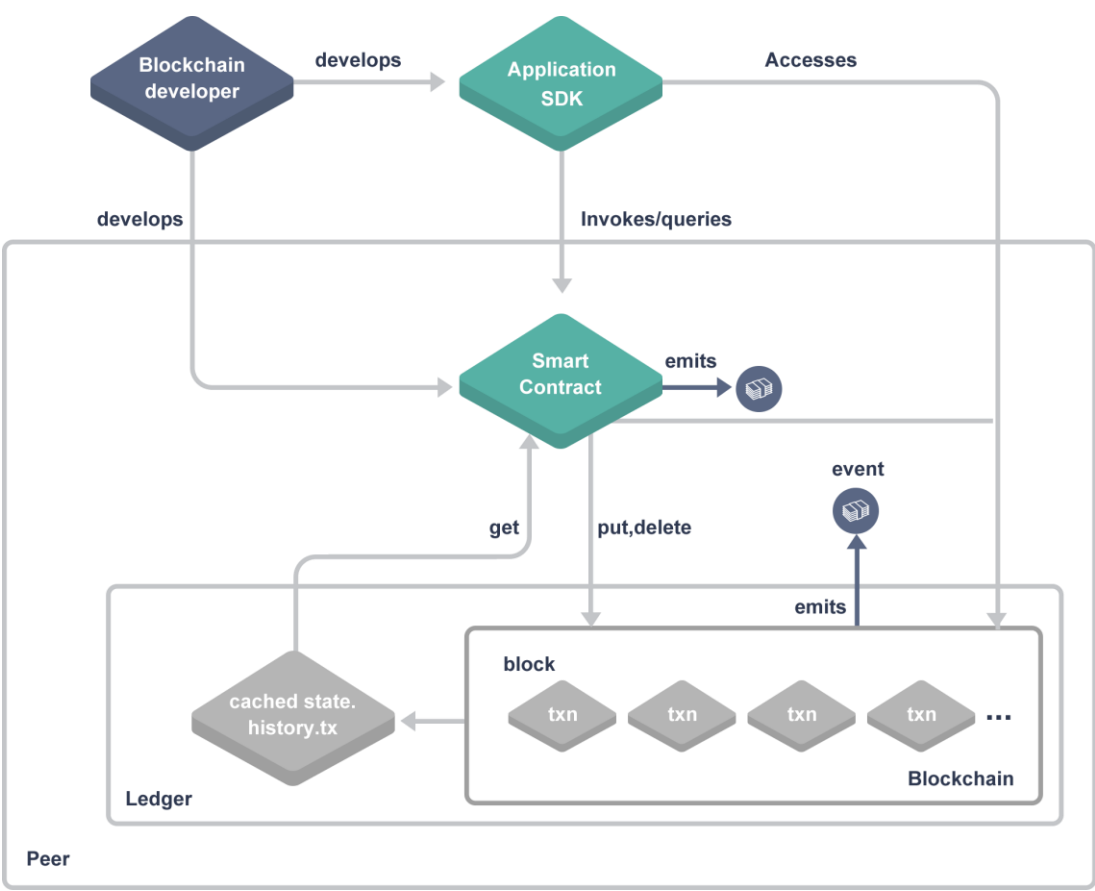 Blockchain
developer
develops
Application
SDK
Accesses
develops
Invokes/queries
Smart
Contract
emits
event
get
put,delete
emits
block
cached state.
history.tx
txn
txn
txn
txn
...
Blockchain
Ledger
Peer